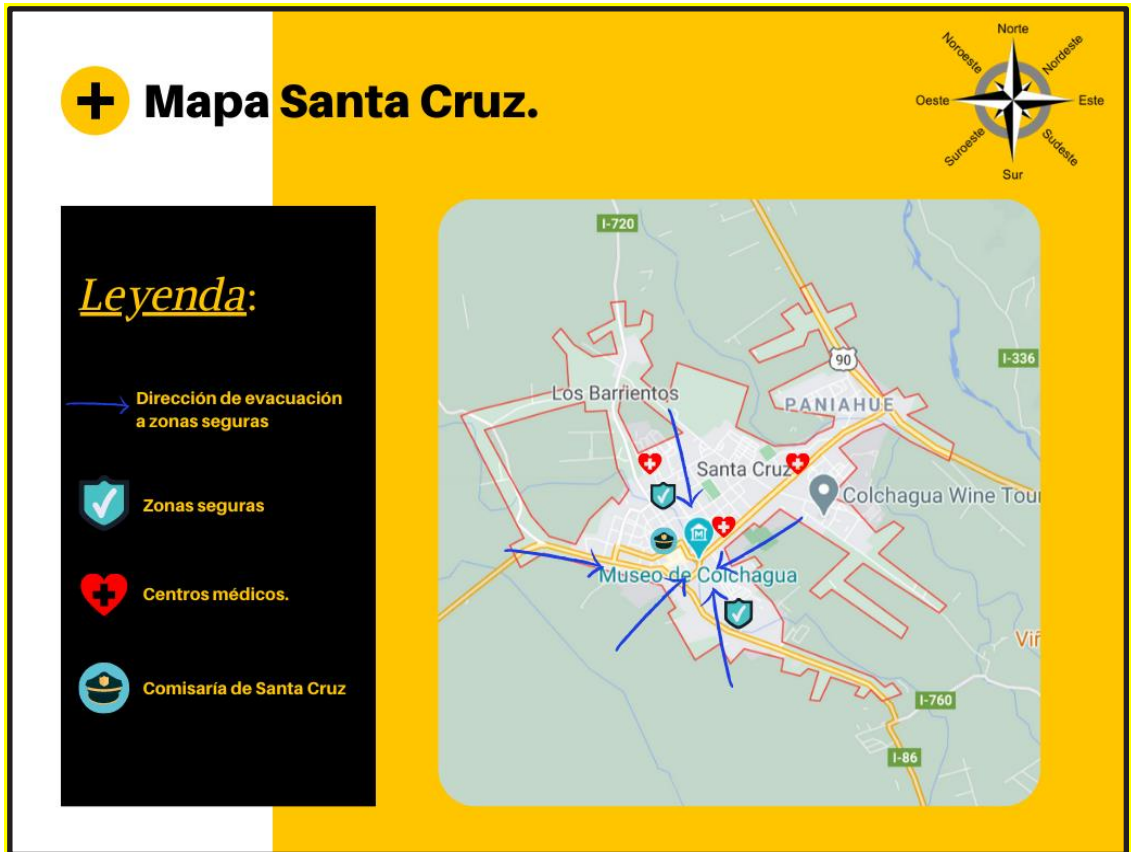 Norte
Noroeste
Nordeste
Oeste
Este
Suroeste
Sudeste
Sur
Mapa Santa Cruz.
Leyenda:
Dirección de evacuación
a zonas seguras
Zonas seguras
Centros médicos.
Comisaría de Santa Cruz
I-720
90
I-336
Los Barrientos
PANIAHUE
Santa Cruz
Colchagua Wine Tou
Museo de Colchagua
Viñ
I-760
I-86